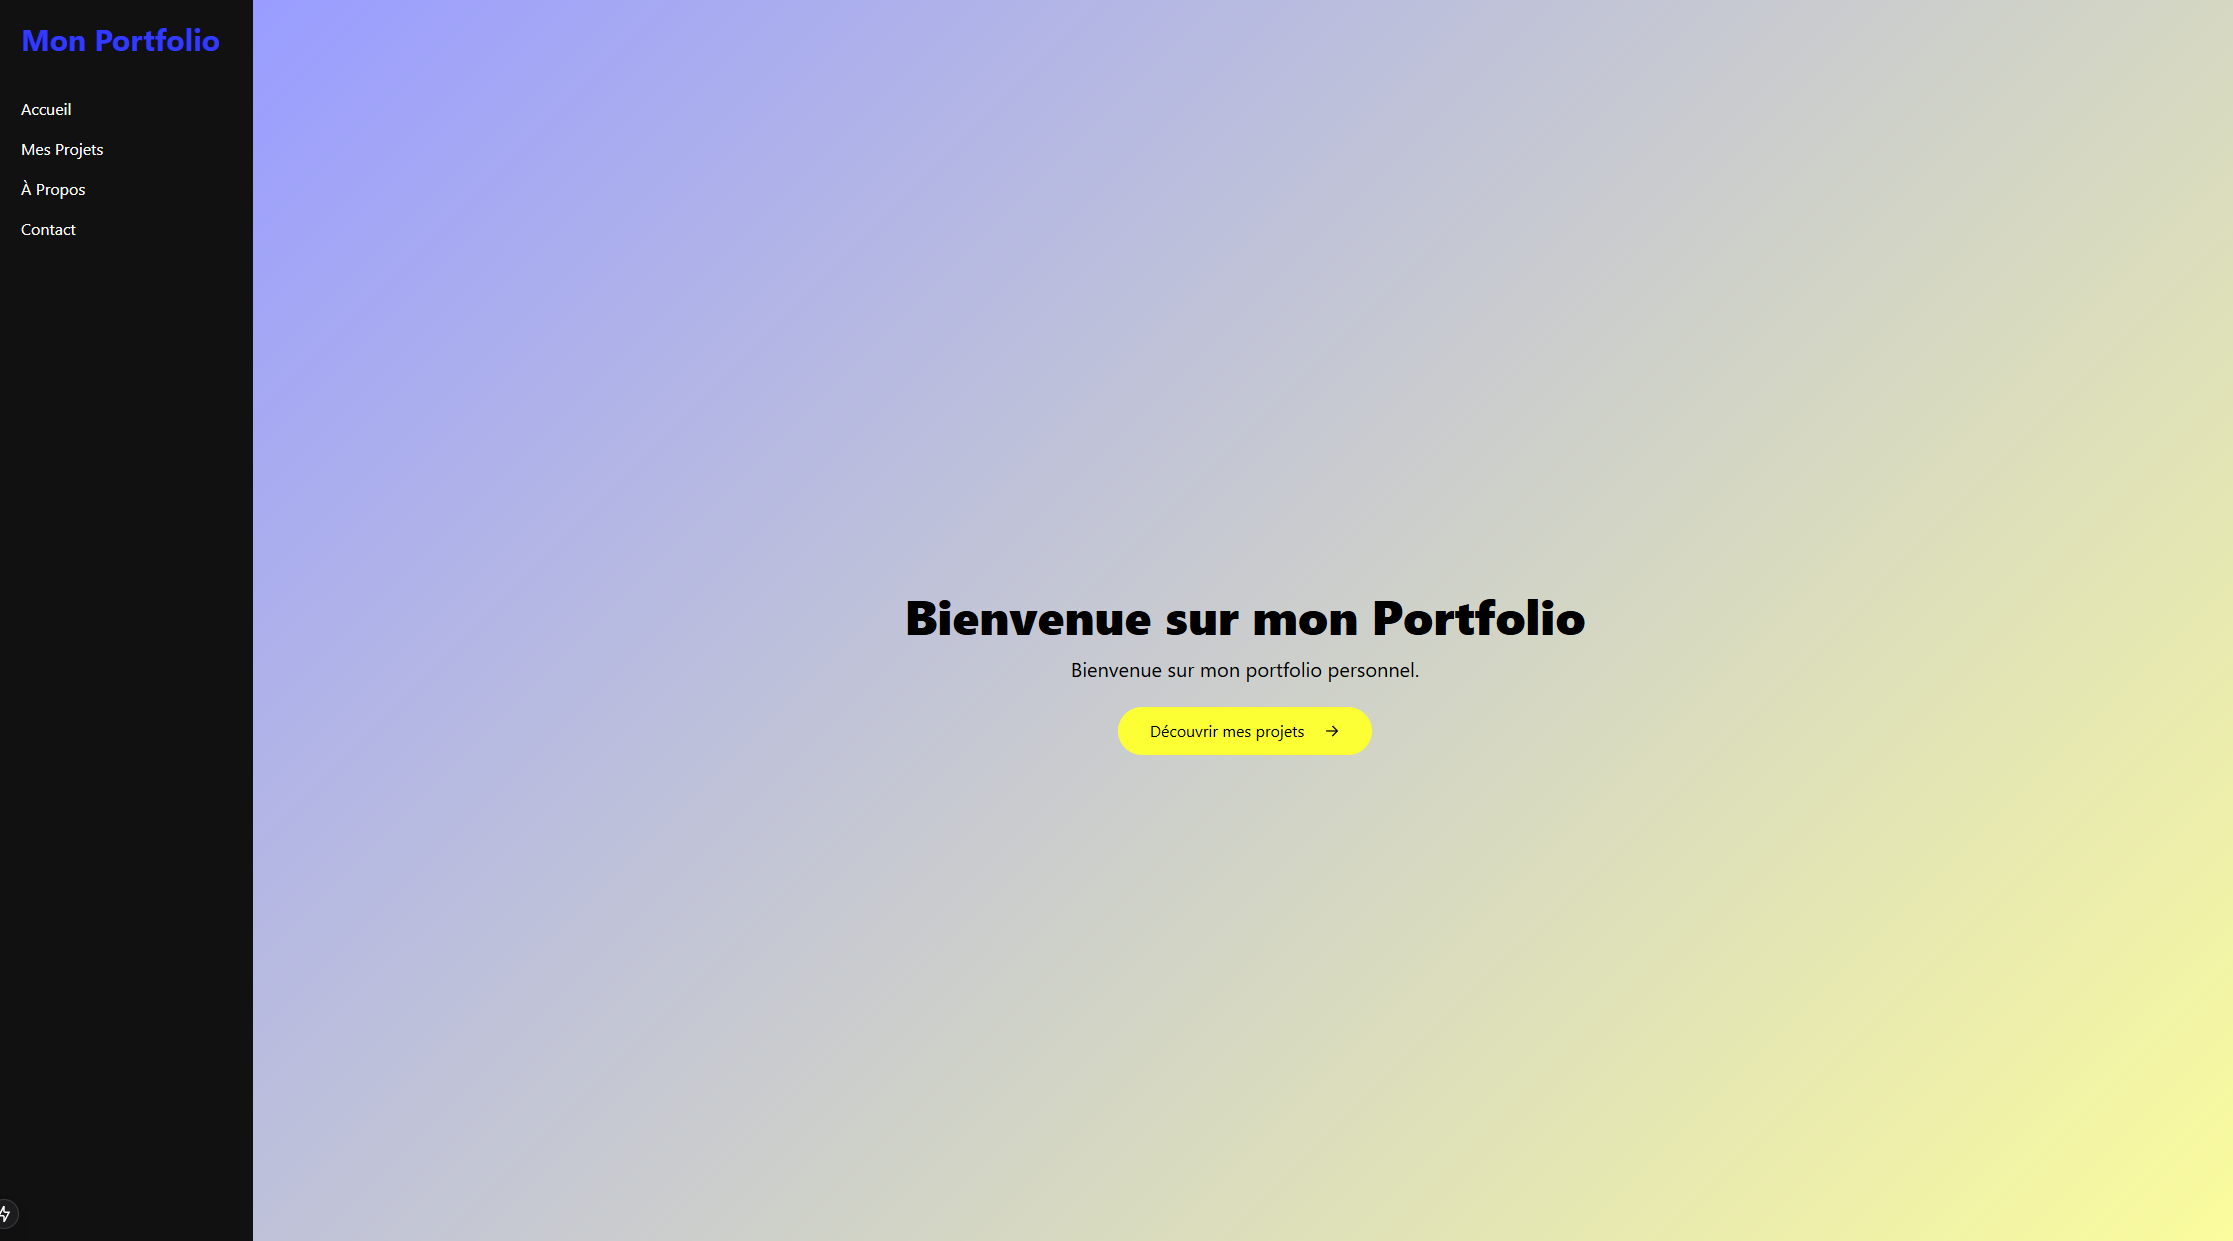 Mon Portfolio
Accueil
Mes Projets
À Propos
Contact
Bienvenue sur mon Portfolio
Bienvenue sur mon portfolio personnel.
Découvrir mes projets →